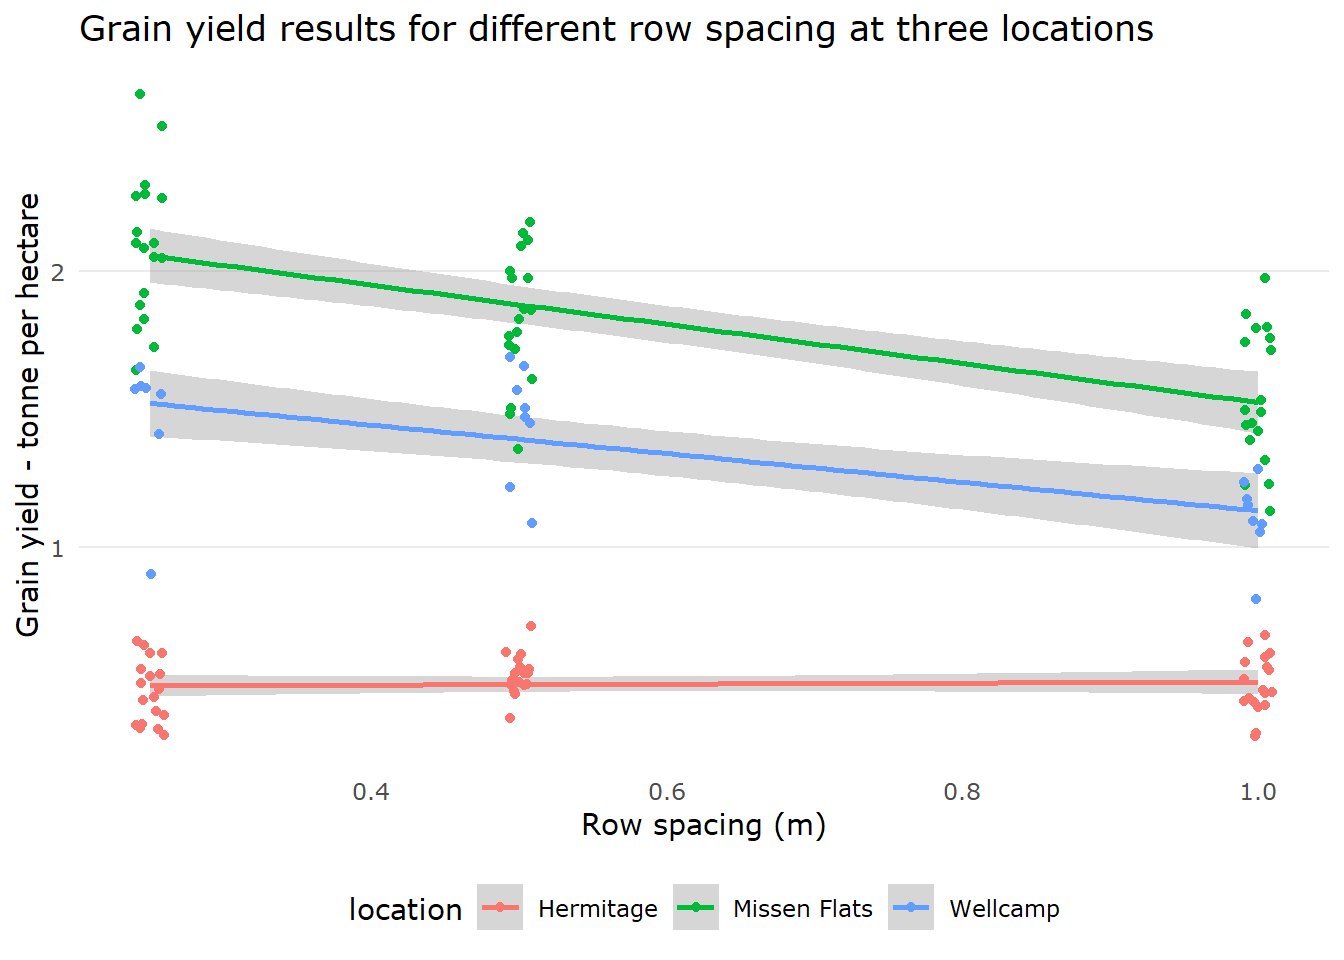 Grain yield results for different row spacing at three locations
Grain yield - tonne per hectare
2
1
0.4 0.6 0.8 1.0
Row spacing (m)
location Hermitage Missen Flats Wellcamp